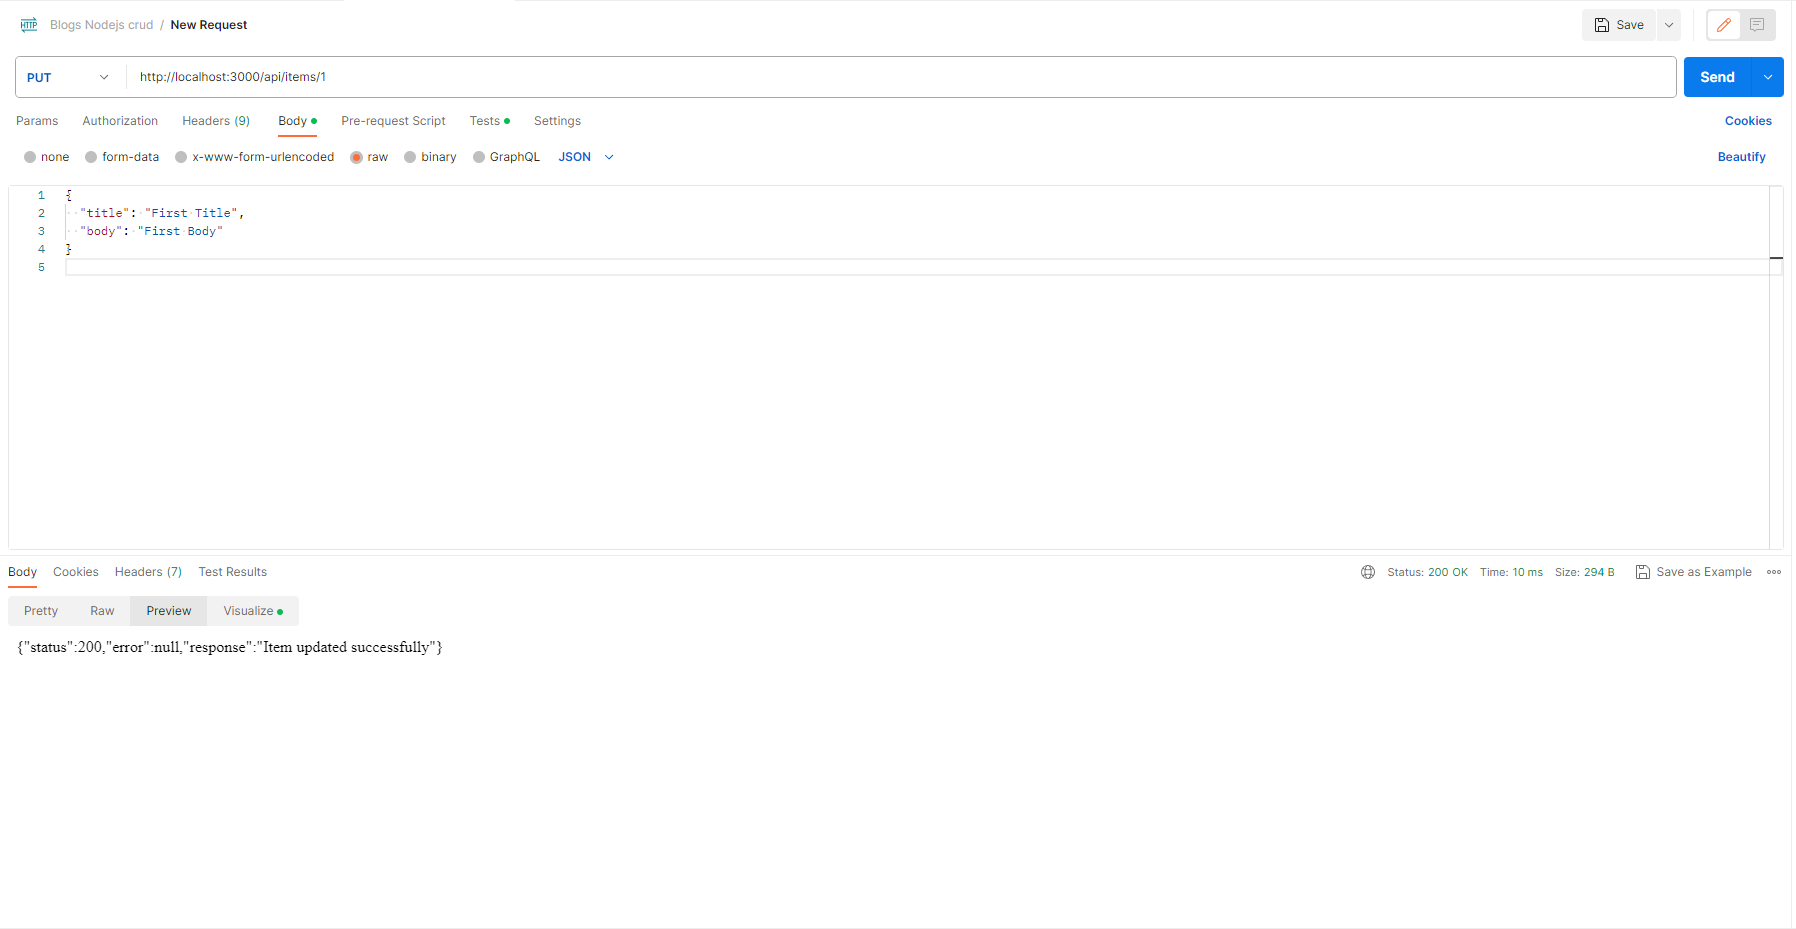 HTTP Blogs Nodejs crud / New Request Save
PUT http://localhost:3000/api/items/1 Send
Params Authorization Headers (9) Body Pre-request Script Tests Settings Cookies
none form-data x-www-form-urlencoded raw binary GraphQL JSON Beautify
1 {
2 "title": "First Title",
3 "body": "First Body"
4 }
5
Body Cookies Headers (7) Test Results Status: 200 OK Time: 10 ms Size: 294 B Save as Example
Pretty Raw Preview Visualize
{"status":200,"error":null,"response":"Item updated successfully"}